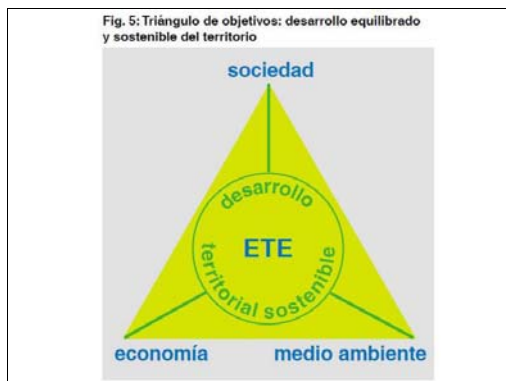 Fig. 5: Triángulo de objetivos: desarrollo equilibrado
y sostenible del territorio
sociedad
desarrollo
ETE
territorial sostenible
economía
medio ambiente